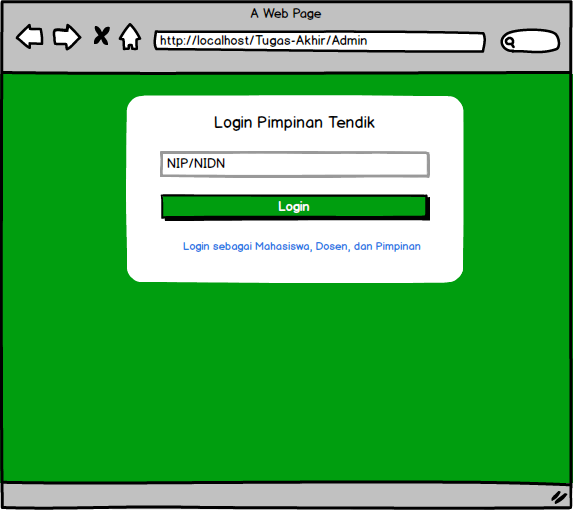 A Web Page
http://localhost/Tugas-Akhir/Admin
Login Pimpinan Tendik
NIP/NIDN
Login
Login sebagai Mahasiswa, Dosen, dan Pimpinan